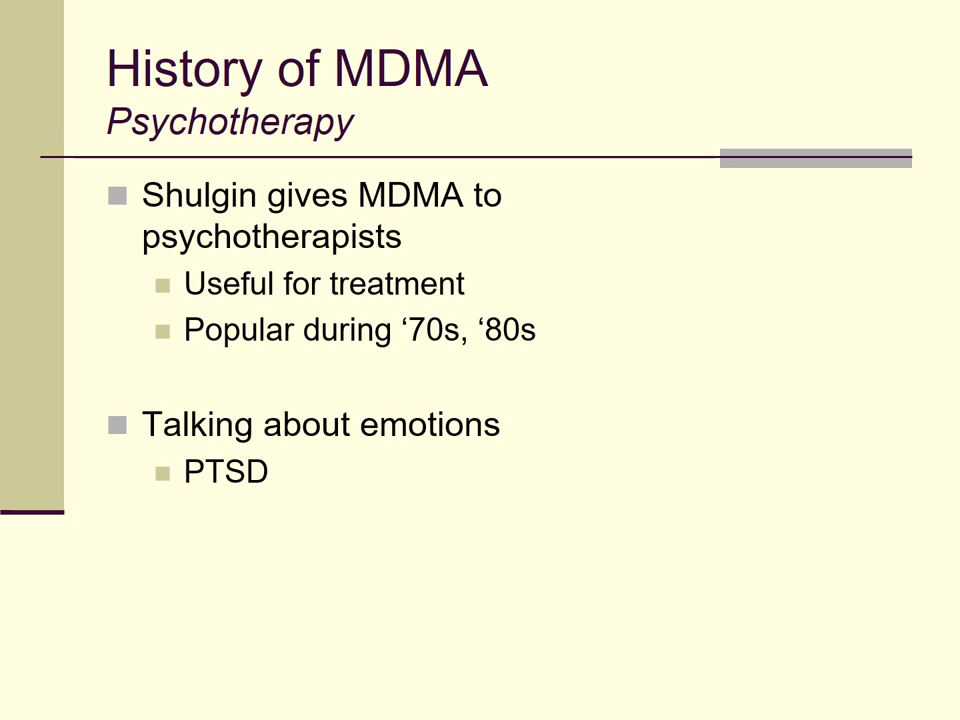 History of MDMA
Psychotherapy
Shulgin gives MDMA to
psychotherapists
Useful for treatment
Popular during ‘70s, ‘80s
Talking about emotions
PTSD